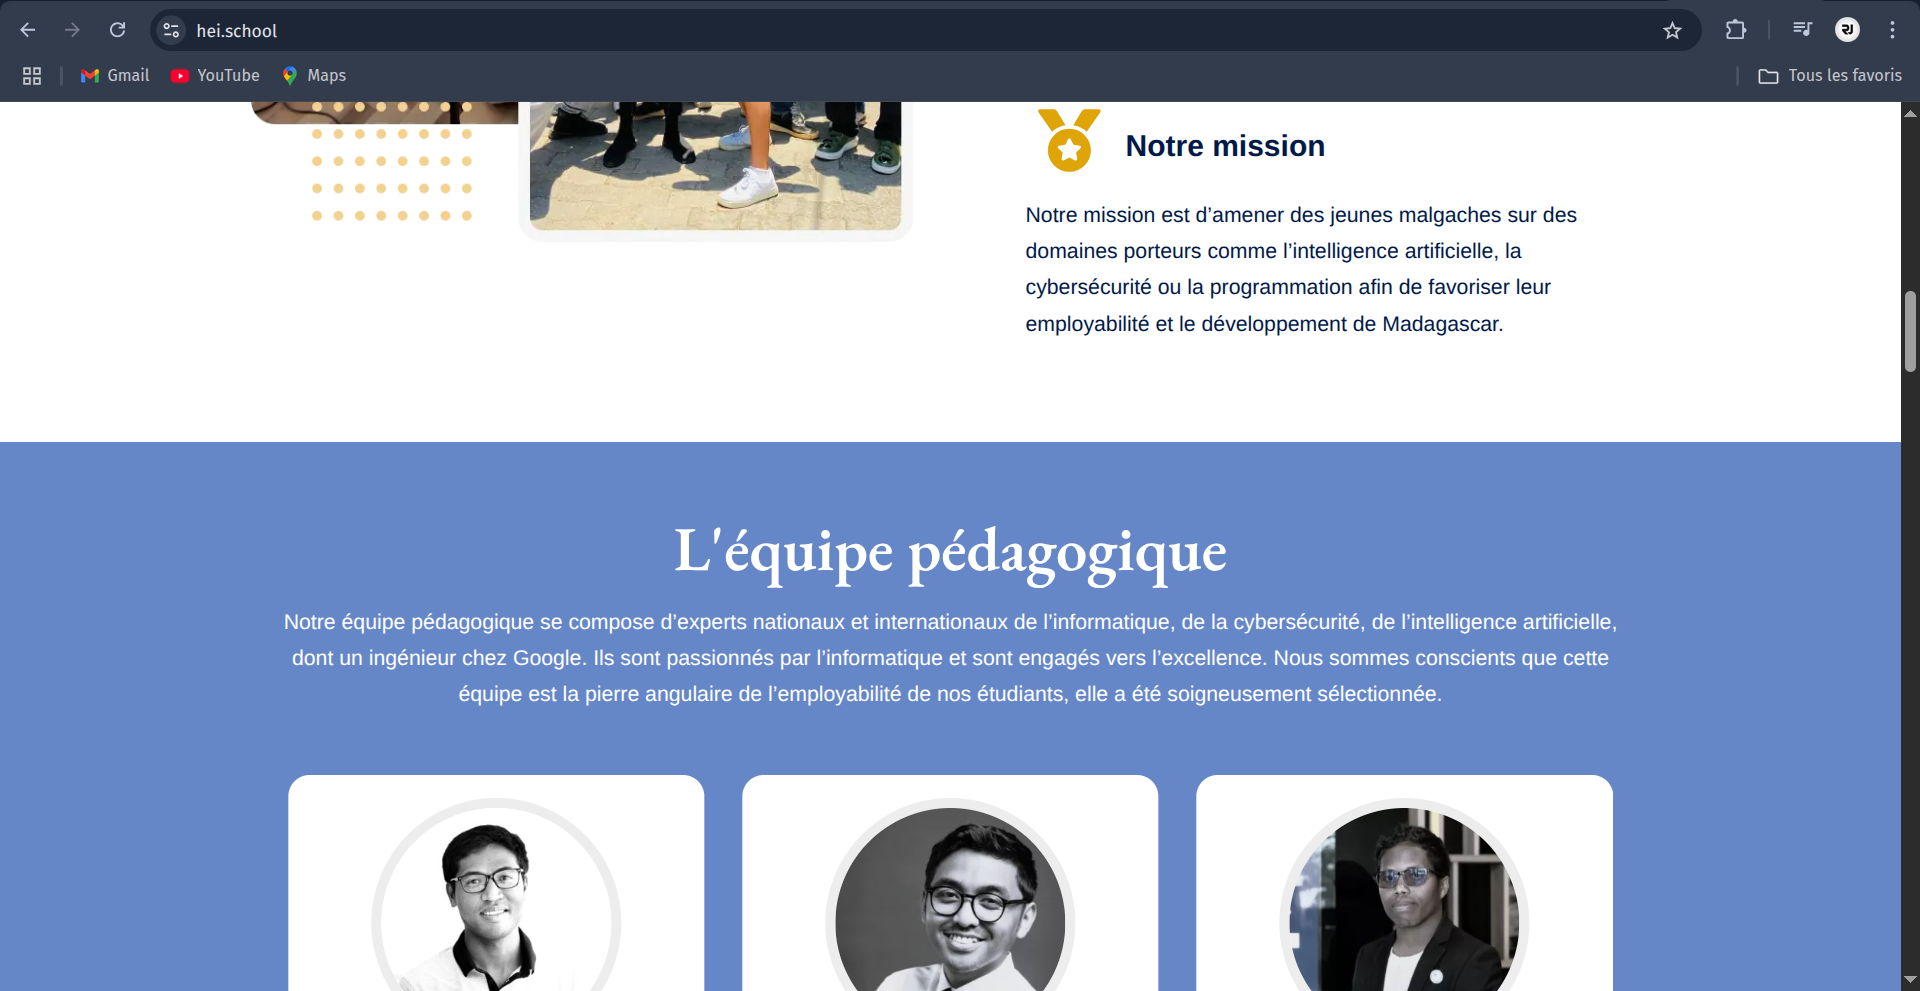 hei.school
Gmail
YouTube
Maps
Tous les favoris
Notre mission
Notre mission est d’amener des jeunes malgaches sur des
domaines porteurs comme l’intelligence artificielle, la
cybersécurité ou la programmation afin de favoriser leur
employabilité et le développement de Madagascar.
L'équipe pédagogique
Notre équipe pédagogique se compose d’experts nationaux et internationaux de l’informatique, de la cybersécurité, de l’intelligence artificielle,
dont un ingénieur chez Google. Ils sont passionnés par l’informatique et sont engagés vers l’excellence. Nous sommes conscients que cette
équipe est la pierre angulaire de l’employabilité de nos étudiants, elle a été soigneusement sélectionnée.